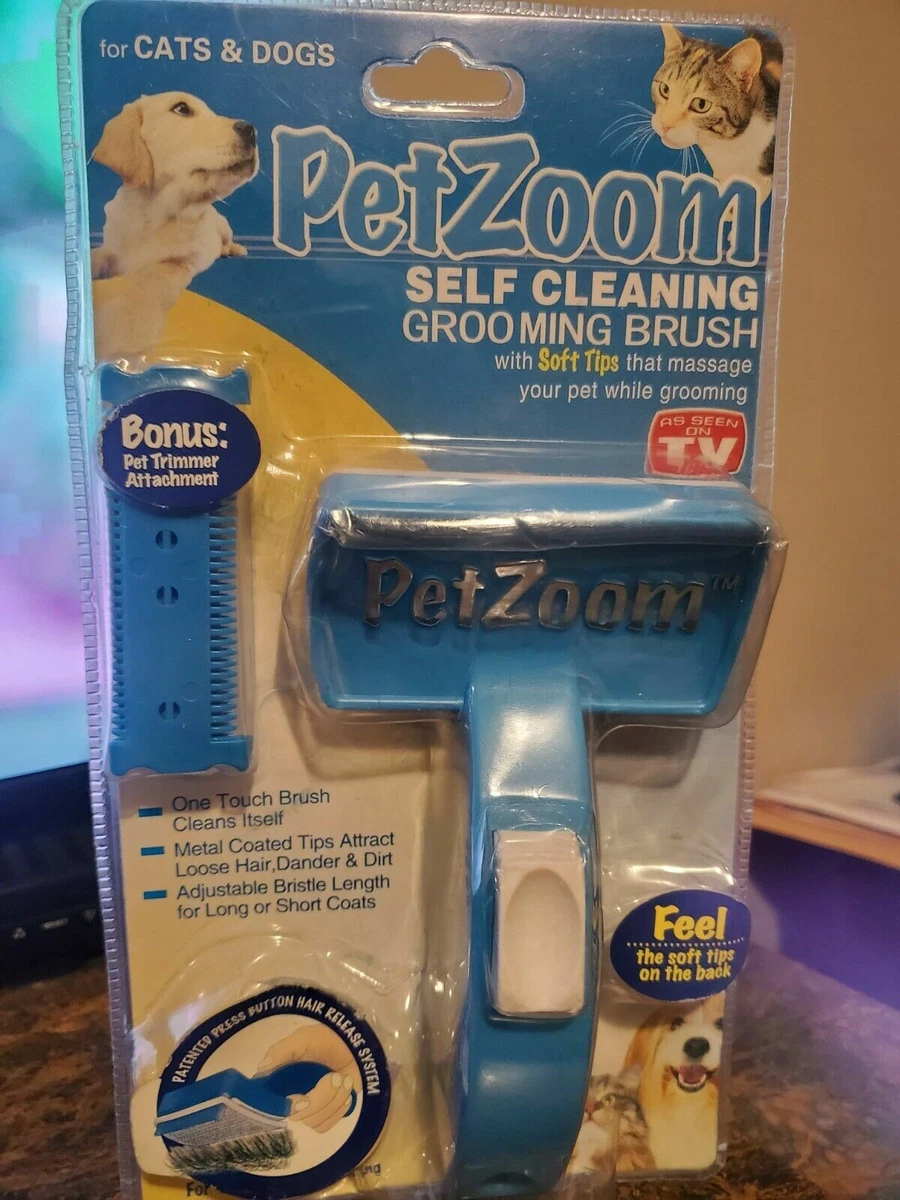 for CATS & DOGS
PetZoom
SELF CLEANING
GROOMING BRUSH
with Soft Tips that massage
your pet while grooming
AS SEEN
ON
TV
Bonus:
Pet Trimmer
Attachment
PetZoom™
One Touch Brush
Cleans Itself
Metal Coated Tips Attract
Loose Hair,Dander & Dirt
Adjustable Bristle Length
for Long or Short Coats
Feel
the soft tips
on the back
PATENTED PRESS BUTTON HAIR RELEASE SYSTEM